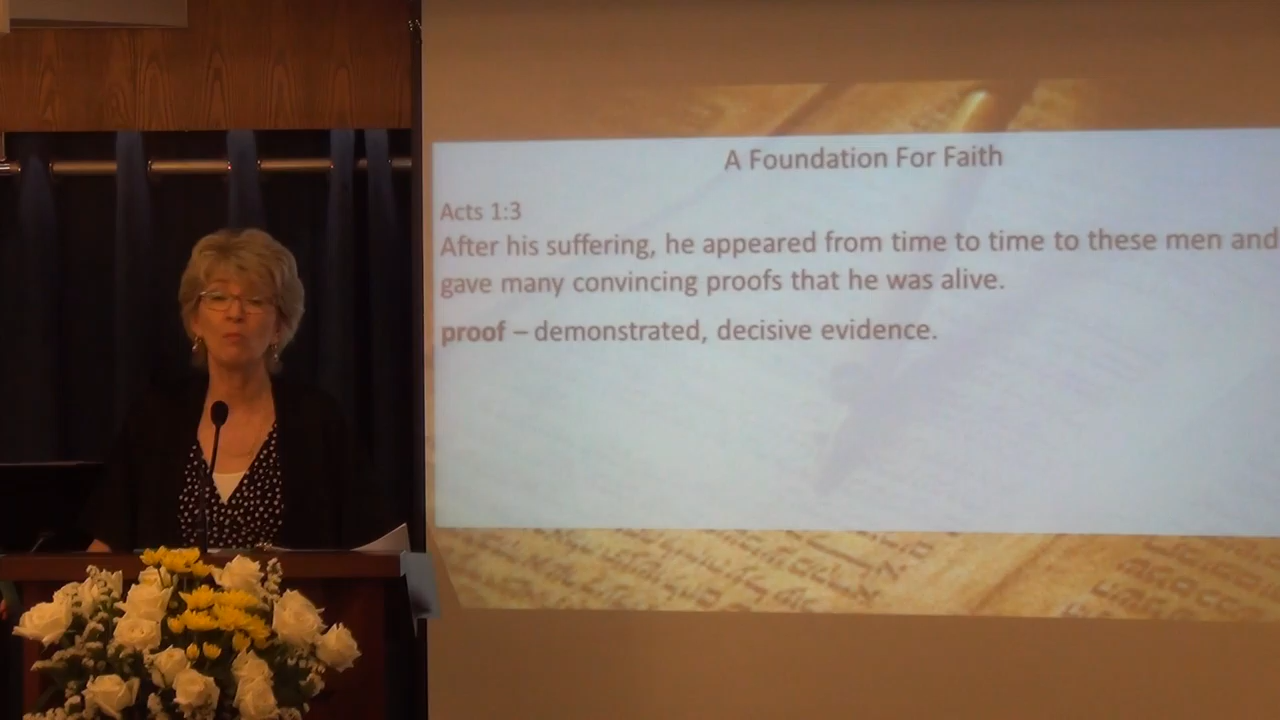 A Foundation For Faith
Acts 1:3
After his suffering, he appeared from time to time to these men and
gave many convincing proofs that he was alive.
proof – demonstrated, decisive evidence.